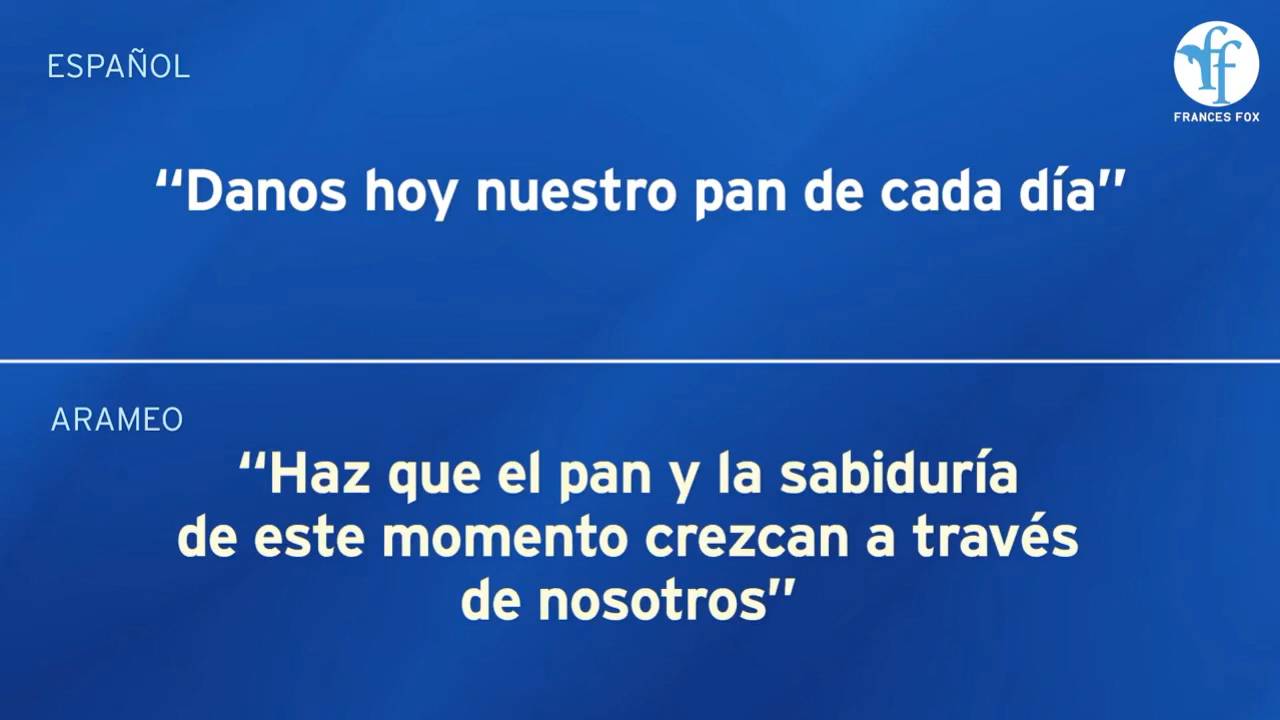 ESPAÑOL
ff
FRANCES FOX
“Danos hoy nuestro pan de cada día”
ARAMEO
“Haz que el pan y la sabiduría
de este momento crezcan a través
de nosotros”